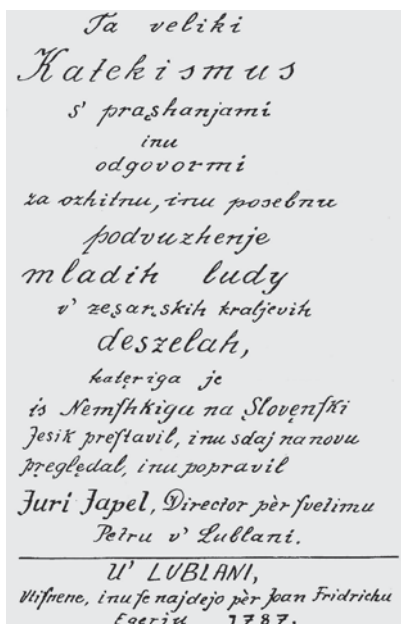 Ta veliki
Katekismus
s' prashanjami
inu
odgovormi
za ozhitnu, inu posebnu
podvuzhenje
mladih ludy
v' zesarskih kraljevih
deszelah,
kateriga je
is Nemſhkigu na Slovenſki
Jesik preſtavil, inu sdaj na novu
pregledal, inu popravil
Juri Japel, Director pèr ſvetimu
Petru v' Lublani.
U' LUBLANI,
Vtiſnene, inu ſe najdejo pèr Joan Fridrichu
Egerju 1787.